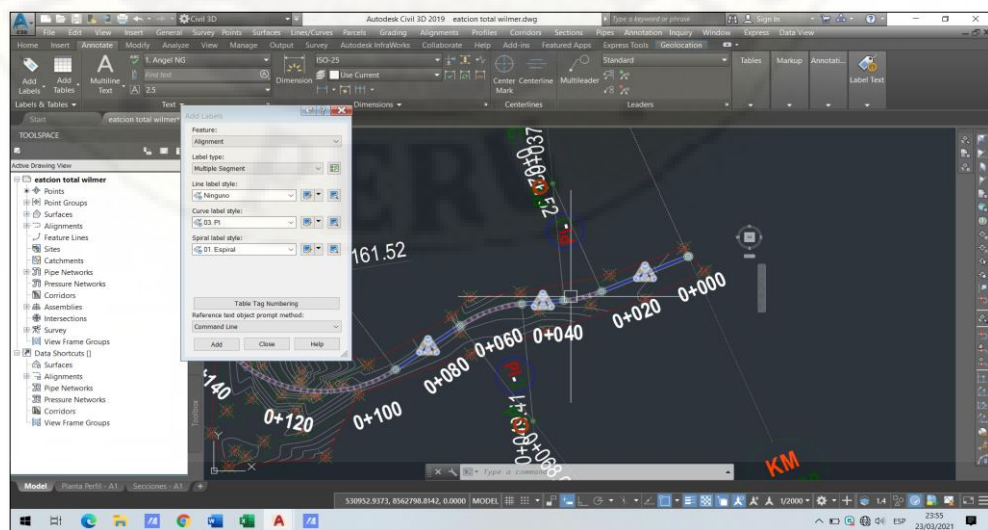 Civil 3D
Autodesk Civil 3D 2019 eatcion total wilmer.dwg
Type a keyword or phrase
Sign In
File Edit View Insert General Survey Points Surfaces Lines/Curves Parcels Grading Alignments Profiles Corridors Sections Pipes Annotation Inquiry Window Express Data View
Home Insert Annotate Modify Analyze View Manage Output Survey Autodesk InfraWorks Collaborate Help Add-ins Featured Apps Express Tools Geolocation
Add Labels
Add Tables
Multiline Text
1. Angel NG
Find text
2.5
Dimension
ISO-25
Use Current
Center Mark
Centerline
Multileader
Standard
Tables
Markup
Annotati...
Label Text
Labels & Tables
Text
Dimensions
Centerlines
Leaders
Start
eatcion total wilmer*
TOOLSPACE
Active Drawing View
eatcion total wilmer
Points
Point Groups
Surfaces
Alignments
Feature Lines
Sites
Catchments
Pipe Networks
Pressure Networks
Corridors
Assemblies
Intersections
Survey
View Frame Groups
Data Shortcuts []
Surfaces
Alignments
Pipe Networks
Pressure Networks
Corridors
View Frame Groups
Add Labels
Feature:
Alignment
Label type:
Multiple Segment
Line label style:
Ninguno
Curve label style:
03. PI
Spiral label style:
01. Espiral
Table Tag Numbering
Reference text object prompt method:
Command Line
Add
Close
Help
Toolbox
161.52
0+000
0+020
0+040
0+060
0+080
0+100
0+120
0+140
PI
KM
Y
X
Type a command
Model
Planta Perfil - A1
Secciones - A1
530952.9373, 8562798.8142, 0.0000
MODEL
1/2000
1.4
ESP
23:55
23/03/2021